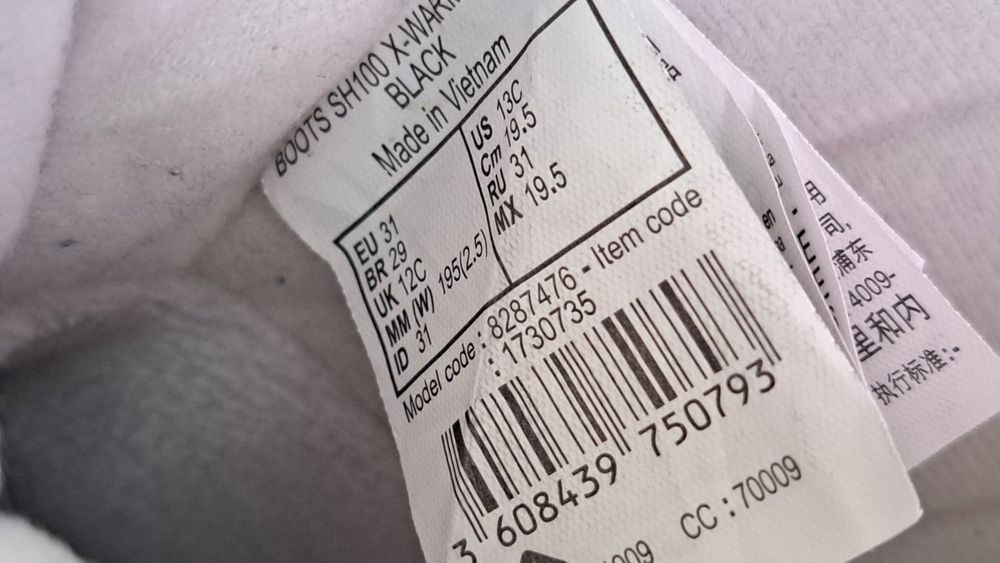 BOOTS SH100 X-WARM
BLACK
Made in Vietnam
EU 31
BR 29
UK 12C
MM (W) 195(2.5)
ID 31
US 13C
Cm 19.5
RU 31
MX 19.5
Model code : 8287476 - Item code
: 1730735
3 608439 750793
CC : 70009
用
司,
浦东
4009-
里和内
执行标准:-